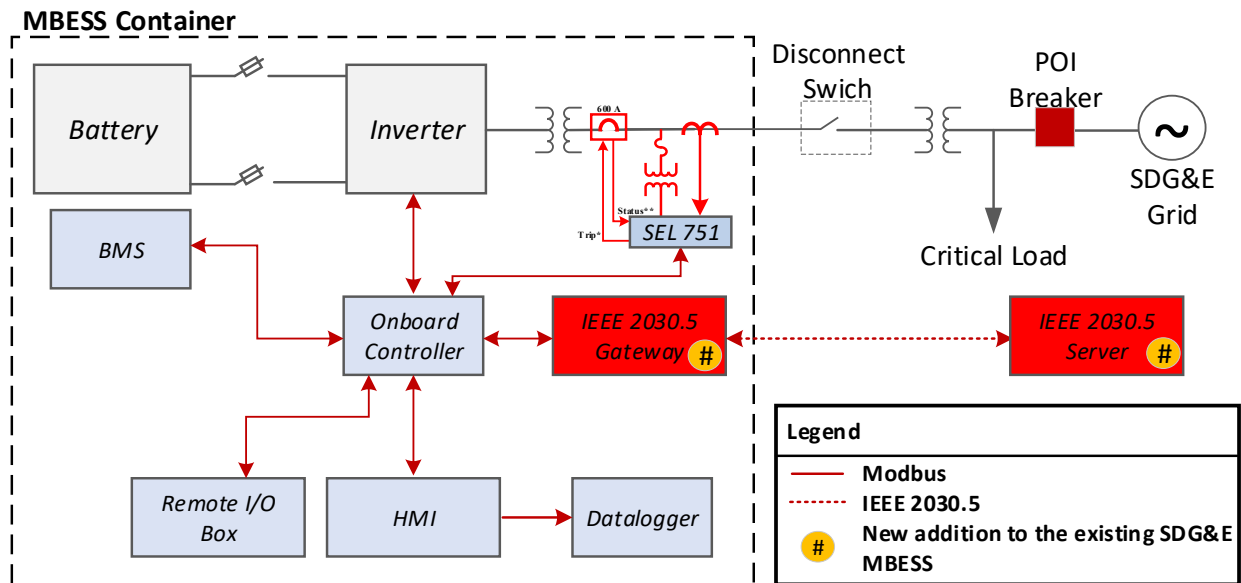 MBESS Container
Battery
Inverter
600 A
Disconnect
Swich
POI
Breaker
~
SDG&E
Grid
Status**
Trip*
SEL 751
BMS
Critical Load
Onboard
Controller
IEEE 2030.5
Gateway
#
IEEE 2030.5
Server
#
Remote I/O
Box
HMI
Datalogger
Legend
Modbus
IEEE 2030.5
# New addition to the existing SDG&E
MBESS